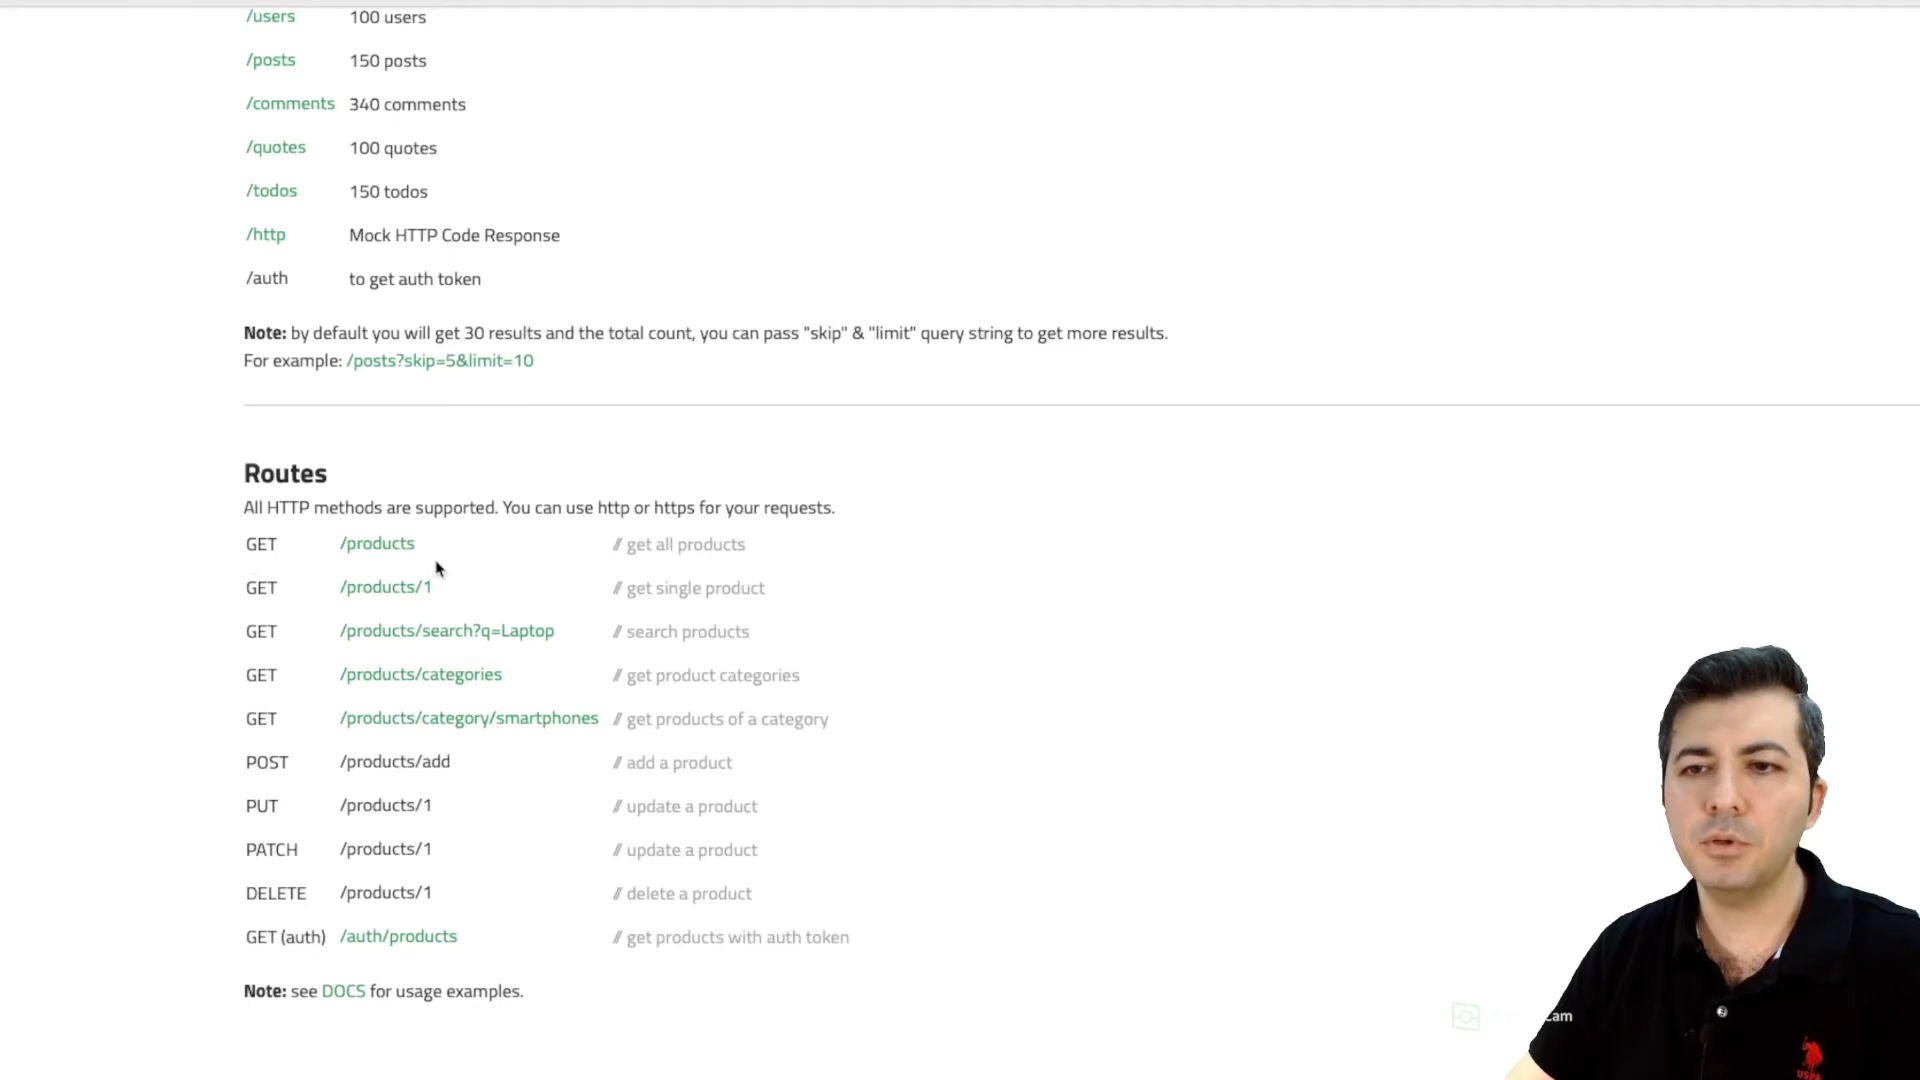 /users 100 users
/posts 150 posts
/comments 340 comments
/quotes 100 quotes
/todos 150 todos
/http Mock HTTP Code Response
/auth to get auth token
Note: by default you will get 30 results and the total count, you can pass "skip" & "limit" query string to get more results.
For example: /posts?skip=5&limit=10
Routes
All HTTP methods are supported. You can use http or https for your requests.
GET /products // get all products
GET /products/1 // get single product
GET /products/search?q=Laptop // search products
GET /products/categories // get product categories
GET /products/category/smartphones // get products of a category
POST /products/add // add a product
PUT /products/1 // update a product
PATCH /products/1 // update a product
DELETE /products/1 // delete a product
GET (auth) /auth/products // get products with auth token
Note: see DOCS for usage examples.